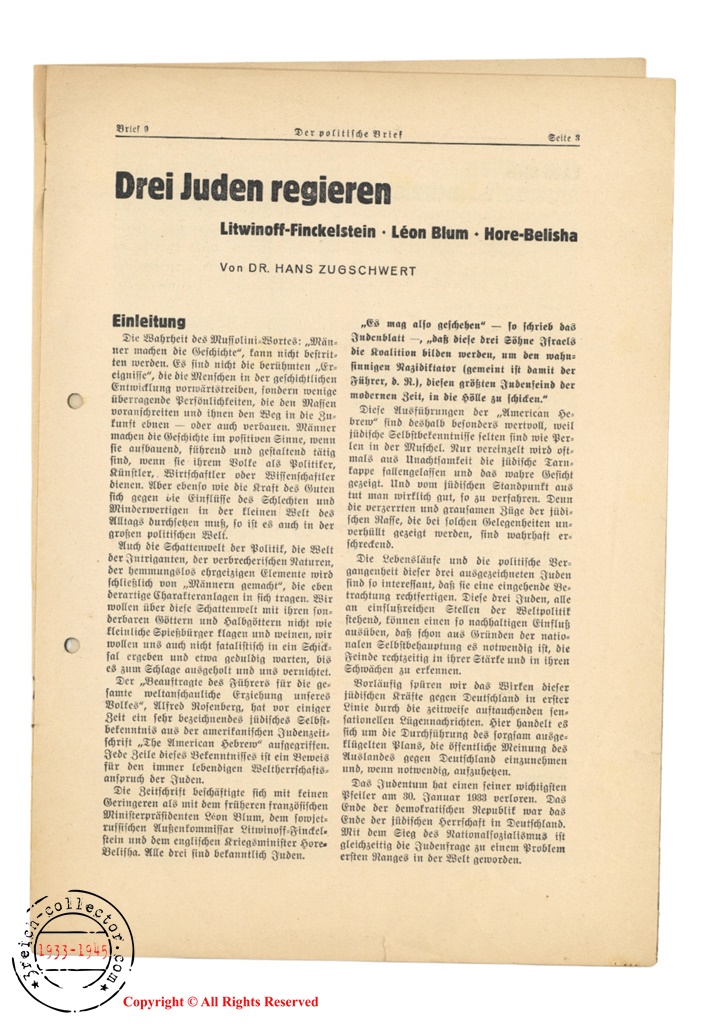 Brief 9
Der politische Brief
Seite 3
Drei Juden regieren
Litwinoff-Finckelstein · Léon Blum · Hore-Belisha
Von DR. HANS ZUGSCHWERT
Einleitung
Die Wahrheit des Mussolini-Wortes: „Män-
ner machen die Geschichte“, kann nicht bestrit-
ten werden. Es sind nicht die berühmten „Er-
eignisse“, die die Menschen in der geschichtlichen
Entwicklung vorwärtstreiben, sondern wenige
überragende Persönlichkeiten, die den Massen
voranschreiten und ihnen den Weg in die Zu-
kunft ebnen — oder auch verbauen. Männer
machen die Geschichte im positiven Sinne, wenn
sie aufbauend, führend und gestaltend tätig
sind, wenn sie ihrem Volke als Politiker,
Künstler, Wirtschaftler oder Wissenschaftler
dienen. Aber ebenso wie die Kraft des Guten
sich gegen die Einflüsse des Schlechten und
Minderwertigen in der kleinen Welt des
Alltags durchsetzen muß, so ist es auch in der
großen politischen Welt.
Auch die Schattenwelt der Politik, die Welt
der Intriganten, der verbrecherischen Naturen,
der hemmungslos ehrgeizigen Elemente wird
schließlich von „Männern gemacht“, die eben
derartige Charakteranlagen in sich tragen. Wir
wollen über diese Schattenwelt mit ihren son-
derbaren Göttern und Halbgöttern nicht wie
kleinliche Spießbürger klagen und weinen, wir
wollen uns auch nicht fatalistisch in ein Schick-
sal ergeben und etwa geduldig warten, bis
es zum Schlage ausgeholt und uns vernichtet.
Der „Beauftragte des Führers für die ge-
samte weltanschauliche Erziehung unseres
Volkes“, Alfred Rosenberg, hat vor einiger
Zeit ein sehr bezeichnendes jüdisches Selbst-
bekenntnis aus der amerikanischen Judenzeit-
schrift „The American Hebrew“ aufgegriffen.
Jede Zeile dieses Bekenntnisses ist ein Beweis
für den immer lebendigen Weltherrschafts-
anspruch der Juden.
Die Zeitschrift beschäftigte sich mit keinen
Geringeren als mit dem früheren französischen
Ministerpräsidenten Léon Blum, dem sowjet-
russischen Außenkommissar Litwinoff-Finckel-
stein und dem englischen Kriegsminister Hore-
Belisha. Alle drei sind bekanntlich Juden.
„Es mag also geschehen“ — so schrieb das
Judenblatt —, „daß diese drei Söhne Israels
die Koalition bilden werden, um den wahn-
sinnigen Nazidiktator (gemeint ist damit der
Führer, d. R.), diesen größten Judenfeind der
modernen Zeit, in die Hölle zu schicken.“
Diese Ausführungen der „American He-
brew“ sind deshalb besonders wertvoll, weil
jüdische Selbstbekenntnisse selten sind wie Per-
len in der Muschel. Nur vereinzelt wird oft-
mals aus Unachtsamkeit die jüdische Tarn-
kappe fallengelassen und das wahre Gesicht
gezeigt. Und vom jüdischen Standpunkt aus
tut man wirklich gut, so zu verfahren. Denn
die verzerrten und grausamen Züge der jüdi-
schen Rasse, die bei solchen Gelegenheiten un-
verhüllt gezeigt werden, sind wahrhaft er-
schreckend.
Die Lebensläufe und die politische Ver-
gangenheit dieser drei ausgezeichneten Juden
sind so interessant, daß sie eine eingehende Be-
trachtung rechtfertigen. Diese drei Juden, alle
an einflußreichen Stellen der Weltpolitik
stehend, können einen so nachhaltigen Einfluß
ausüben, daß schon aus Gründen der natio-
nalen Selbstbehauptung es notwendig ist, die
Feinde rechtzeitig in ihrer Stärke und in ihren
Schwächen zu erkennen.
Vorläufig spüren wir das Wirken dieser
jüdischen Kräfte gegen Deutschland in erster
Linie durch die zeitweise auftauchenden sen-
sationellen Lügennachrichten. Hier handelt es
sich um die Durchführung des sorgsam ausge-
klügelten Plans, die öffentliche Meinung des
Auslandes gegen Deutschland einzunehmen
und, wenn notwendig, aufzuhetzen.
Das Judentum hat einen seiner wichtigsten
Pfeiler am 30. Januar 1933 verloren. Das
Ende der demokratischen Republik war das
Ende der jüdischen Herrschaft in Deutschland.
Mit dem Sieg des Nationalsozialismus ist
gleichzeitig die Judenfrage zu einem Problem
ersten Ranges in der Welt geworden.
3reich-collector.com
1933-1945
Copyright © All Rights Reserved